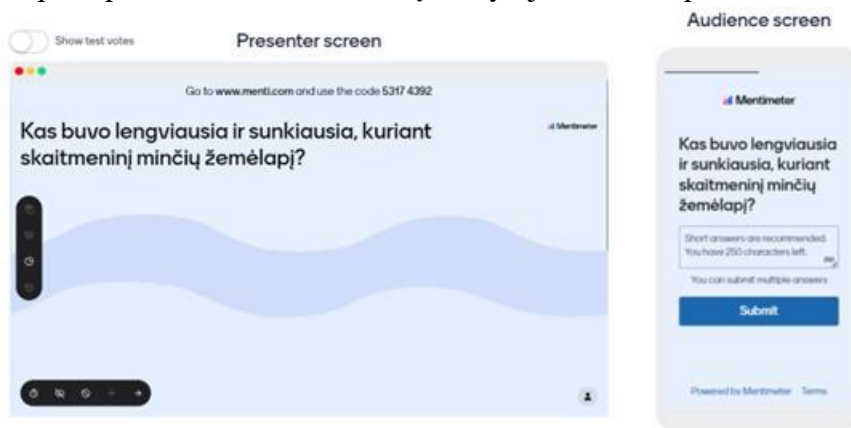 Audience screen
Show test votes
Presenter screen
Go to www.menti.com and use the code 5317 4392
Mentimeter
Kas buvo lengviausia ir sunkiausia, kuriant
skaitmeninį minčių žemėlapį?
Mentimeter
Kas buvo lengviausia
ir sunkiausia, kuriant
skaitmeninį minčių
žemėlapį?
Short answers are recommended.
You have 250 characters left.
250
You can submit multiple answers
Submit
Powered by Mentimeter Terms